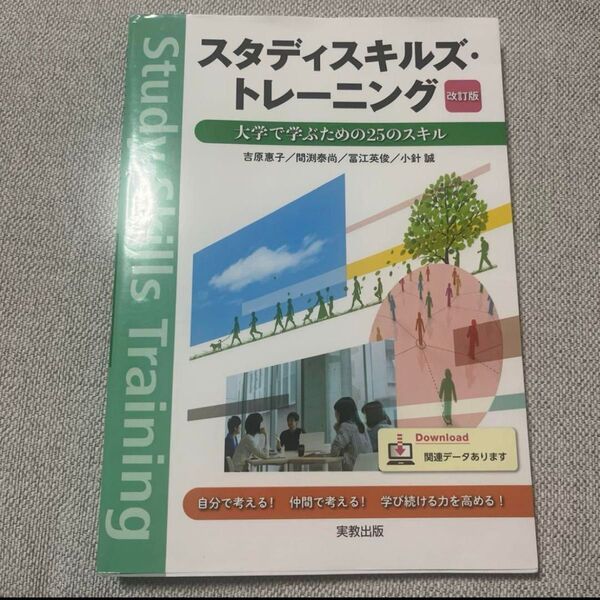 Study Skills Training
スタディスキルズ・
トレーニング
改訂版
大学で学ぶための25のスキル
吉原惠子／間渕泰尚／冨江英俊／小針 誠
Download
関連データあります
自分で考える！ 仲間で考える！ 学び続ける力を高める！
実教出版